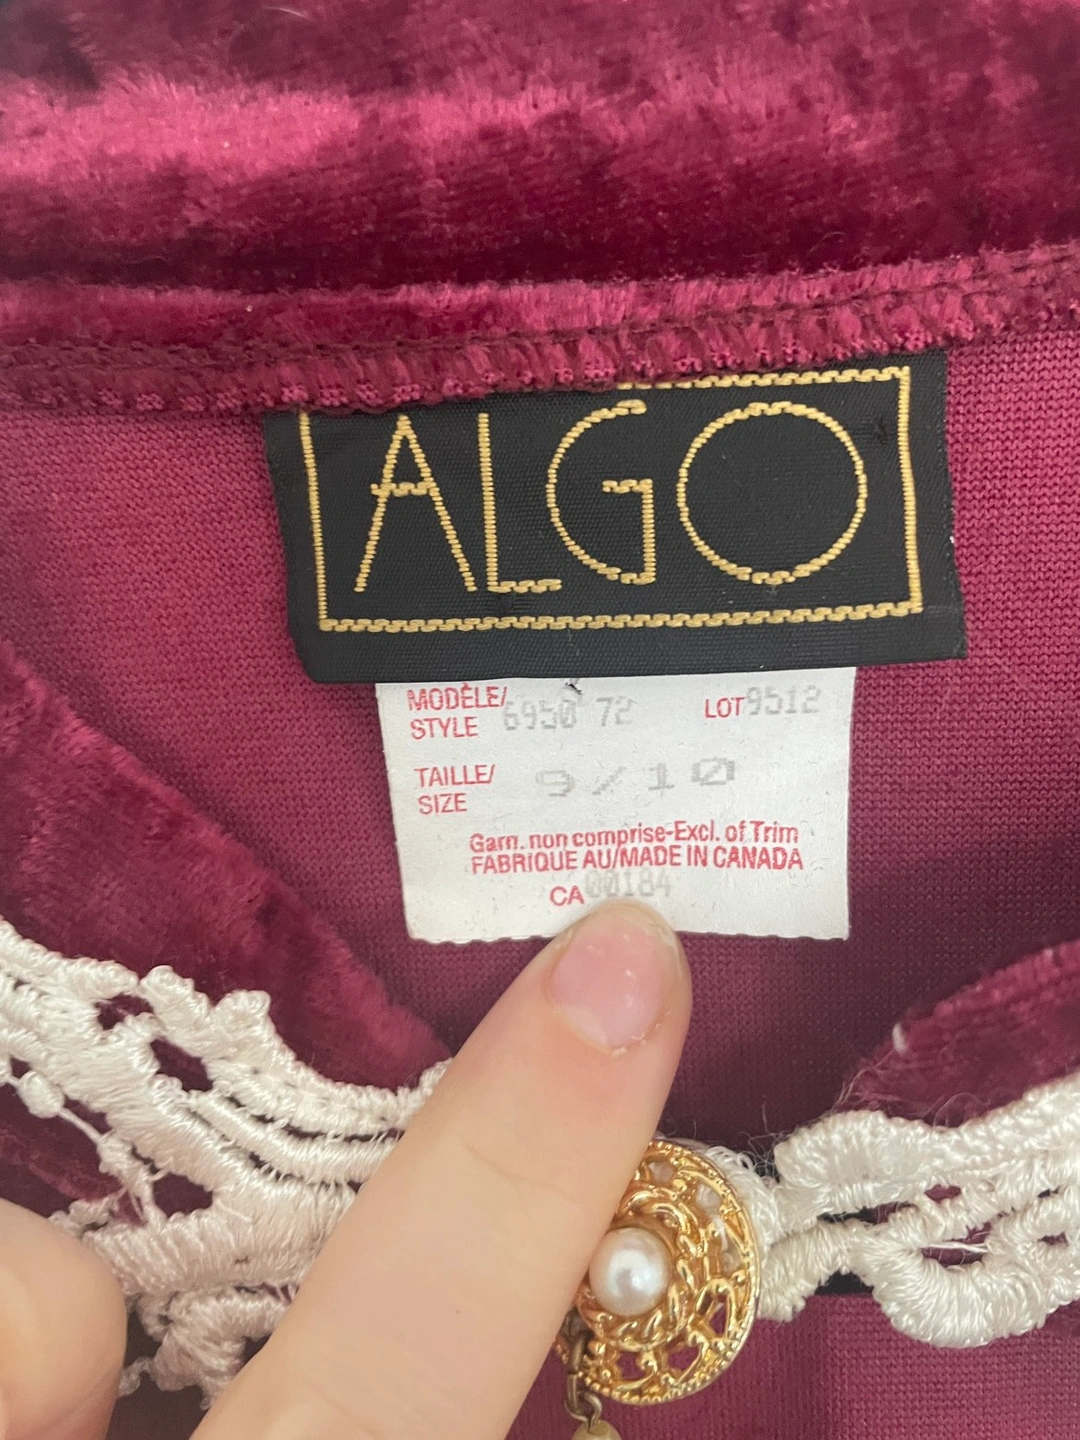 ALGO
MODÈLE/
STYLE 6950 72 LOT 9512
TAILLE/
SIZE 9/10
Garn. non comprise-Excl. of Trim
FABRIQUE AU/MADE IN CANADA
CA 00184